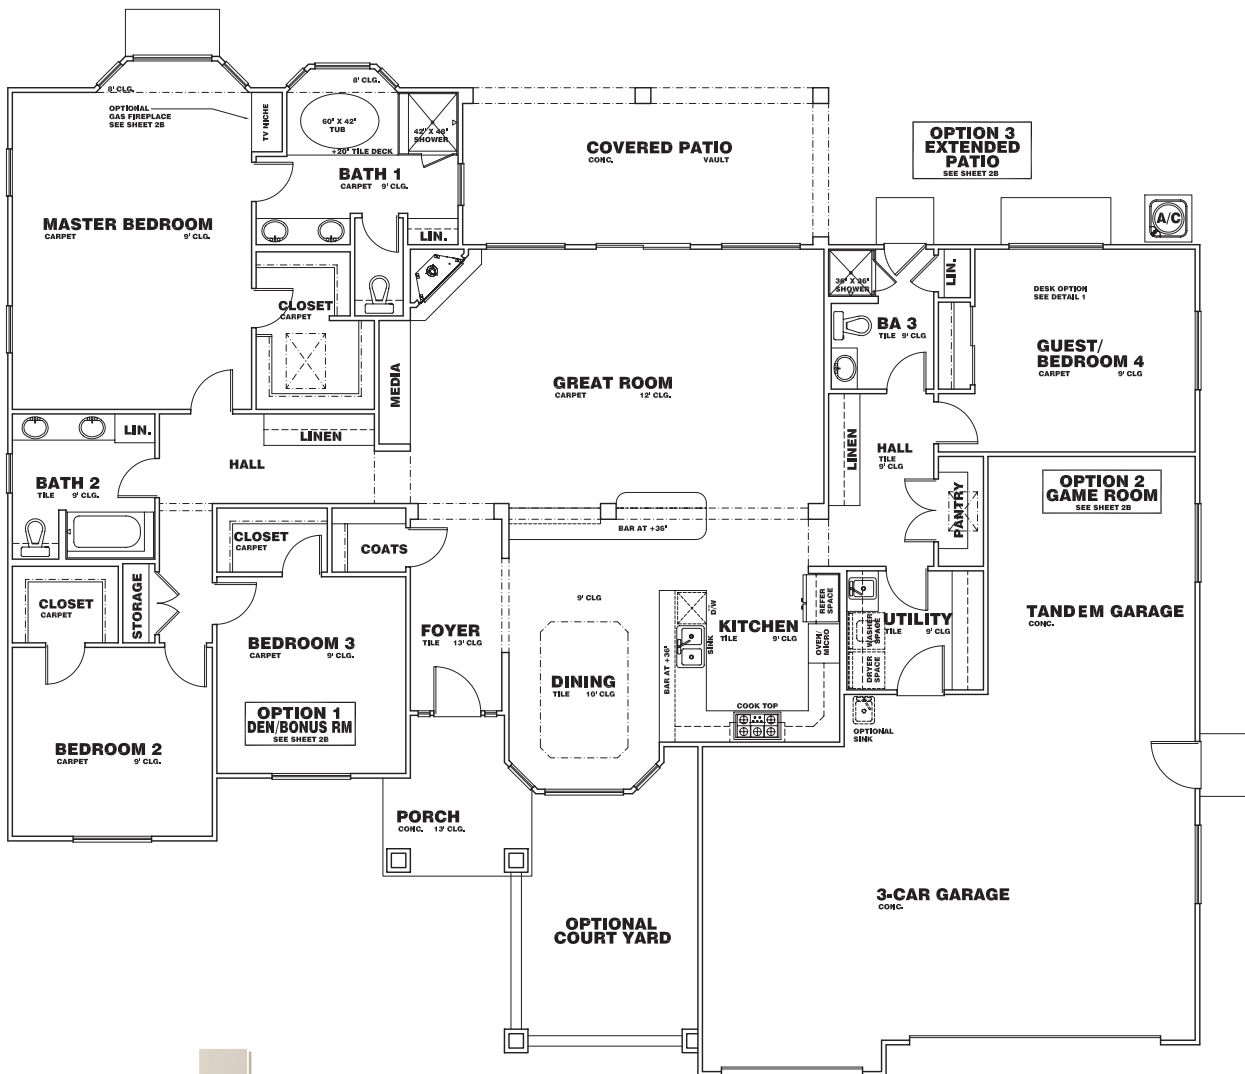 8' CLG.
OPTIONAL
GAS FIREPLACE
SEE SHEET 2B
TV NICHE
8' CLG.
60" X 42"
TUB
42" X 48"
SHOWER
+20" TILE DECK
BATH 1
CARPET 9' CLG.
LIN.
MASTER BEDROOM
CARPET 9' CLG.
CLOSET
CARPET
COVERED PATIO
CONC. VAULT
OPTION 3
EXTENDED
PATIO
SEE SHEET 2B
A/C
36" X 36"
SHOWER
LIN.
BA 3
TILE 9' CLG
DESK OPTION
SEE DETAIL 1
GUEST/
BEDROOM 4
CARPET 9' CLG
GREAT ROOM
CARPET 12' CLG.
MEDIA
LIN.
LINEN
HALL
BATH 2
TILE 9' CLG.
LINEN
HALL
TILE
9' CLG
PANTRY
OPTION 2
GAME ROOM
SEE SHEET 2B
BAR AT +36"
CLOSET
CARPET
COATS
CLOSET
CARPET
STORAGE
BEDROOM 3
CARPET 9' CLG.
OPTION 1
DEN/BONUS RM
SEE SHEET 2B
FOYER
TILE 13' CLG
9' CLG
DINING
TILE 10' CLG
BAR AT +36"
D/W
SINK
KITCHEN
TILE 9' CLG
REFER
SPACE
OVEN/
MICRO
COOK TOP
UTILITY
TILE 9' CLG
WASHER
SPACE
DRYER
SPACE
OPTIONAL
SINK
TANDEM GARAGE
CONC.
BEDROOM 2
CARPET 9' CLG.
PORCH
CONC. 13' CLG.
OPTIONAL
COURT YARD
3-CAR GARAGE
CONC.